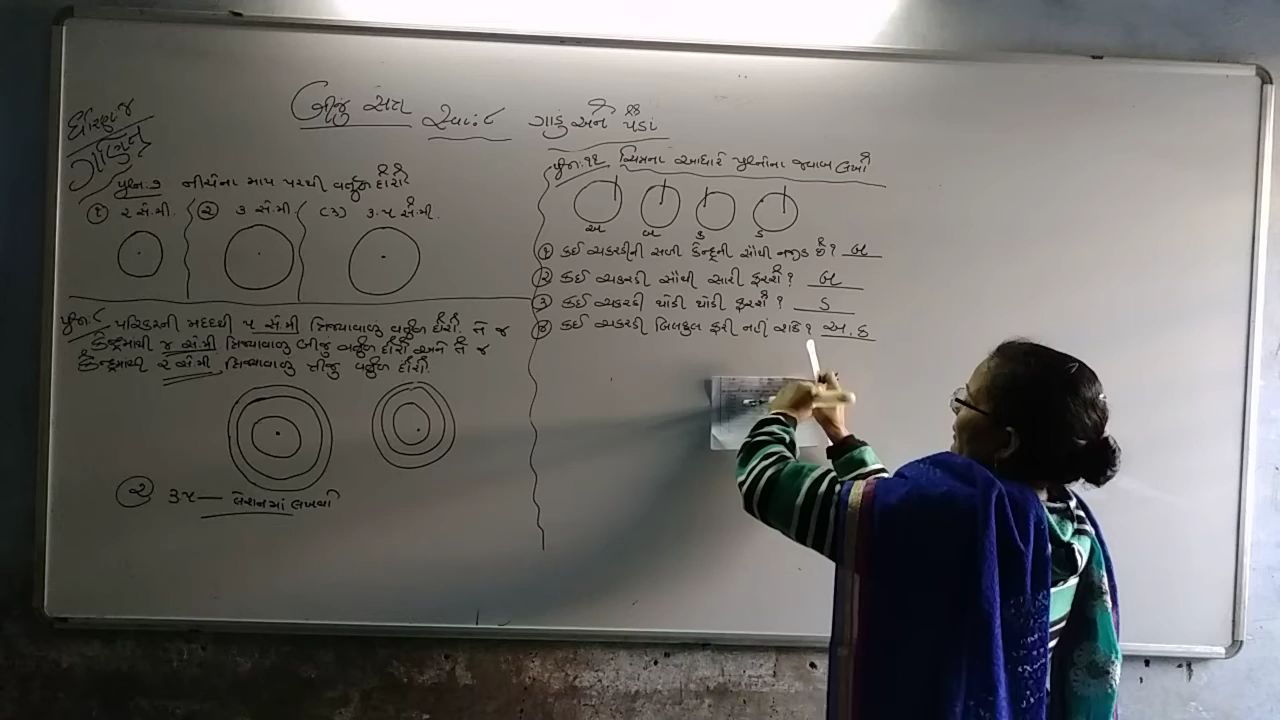 બીજું સત્ર સ્વા:૮ ગાડું અને પૈડાં
ધોરણ ૪
ગણિત
પ્રશ્ન.૭ નીચેના માપ પરથી વર્તુળ દોરો.
૧ ૨ સેં.મી. ૨ ૩ સેં.મી (૩) ૩.૫ સેં.મી.
પ્રશ્ન.૮ પરિકરની મદદથી ૫ સેં.મી ત્રિજ્યાવાળુ વર્તુળ દોરો. તે જ
કેન્દ્રમાંથી ૪ સેં.મી ત્રિજ્યાવાળુ બીજુ વર્તુળ દોરો અને તે જ
કેન્દ્રમાંથી ૨ સેં.મી ત્રિજ્યાવાળુ ત્રીજુ વર્તુળ દોરો.
૨ ૩૫ — લેશનમાં લખવી
પ્રશ્ન.૧૧ ચિત્રના આધારે પ્રશ્નોના જવાબ લખો
અ બ ક ડ
૧ કઈ ચકરડીની સળી કેન્દ્રની સૌથી નજીક છે? બ
૨ કઈ ચકરડી સૌથી સારી ફરશે? બ
૩ કઈ ચકરડી થોડી થોડી ફરશે? ડ
૪ કઈ ચકરડી બિલકુલ ફરી નહીં શકે? અ, ક